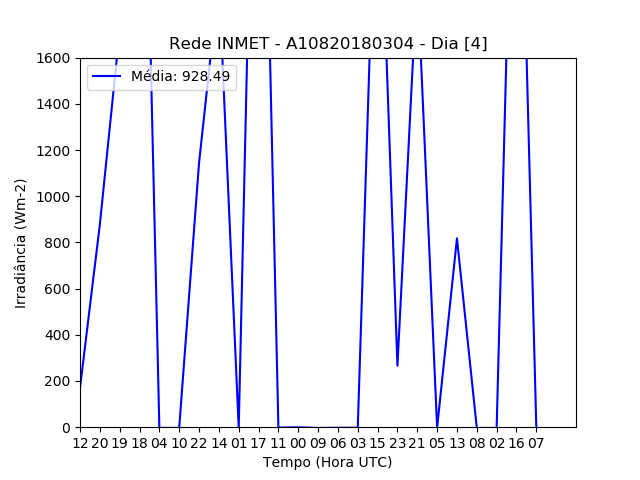 Rede INMET - A10820180304 - Dia [4]
Média: 928.49
1600
1400
1200
1000
800
600
400
200
0
Irradiância (Wm-2)
12 20 19 18 04 10 22 14 01 17 11 00 09 06 03 15 23 21 05 13 08 02 16 07
Tempo (Hora UTC)